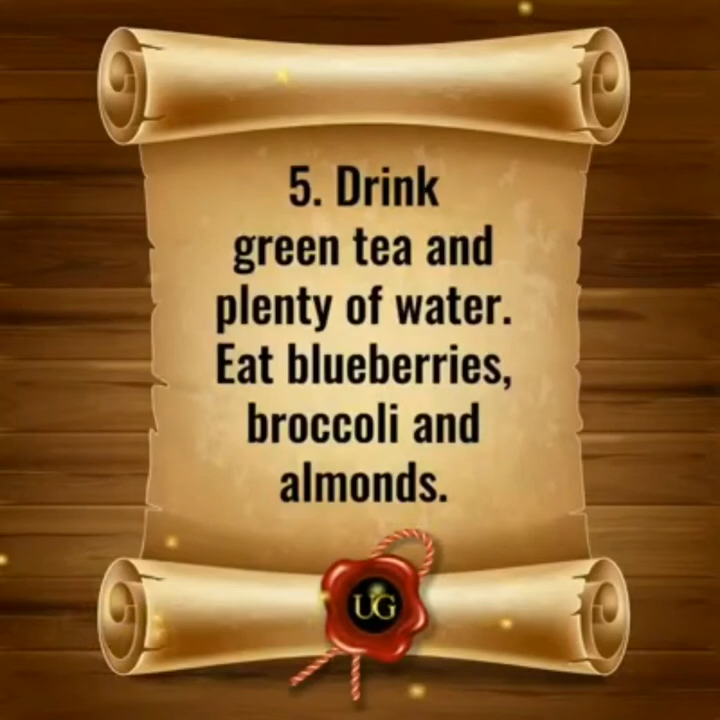 5. Drink
green tea and
plenty of water.
Eat blueberries,
broccoli and
almonds.
UG